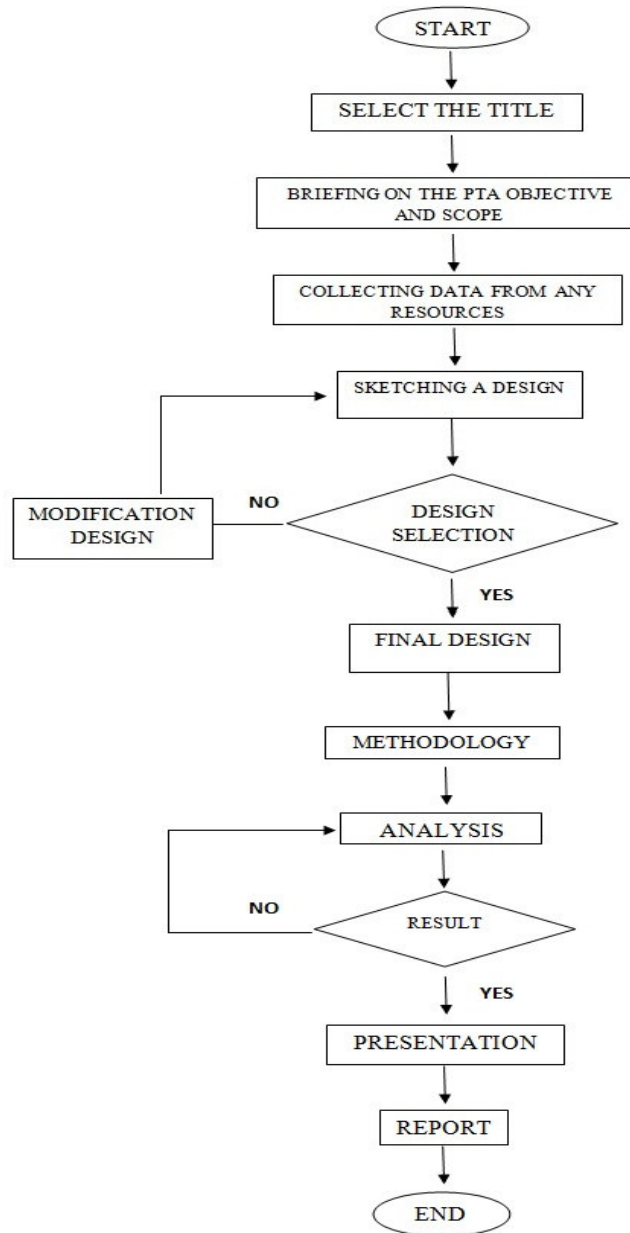 START
SELECT THE TITLE
BRIEFING ON THE PTA OBJECTIVE
AND SCOPE
COLLECTING DATA FROM ANY
RESOURCES
SKETCHING A DESIGN
NO
MODIFICATION
DESIGN
DESIGN
SELECTION
YES
FINAL DESIGN
METHODOLOGY
ANALYSIS
NO
RESULT
YES
PRESENTATION
REPORT
END